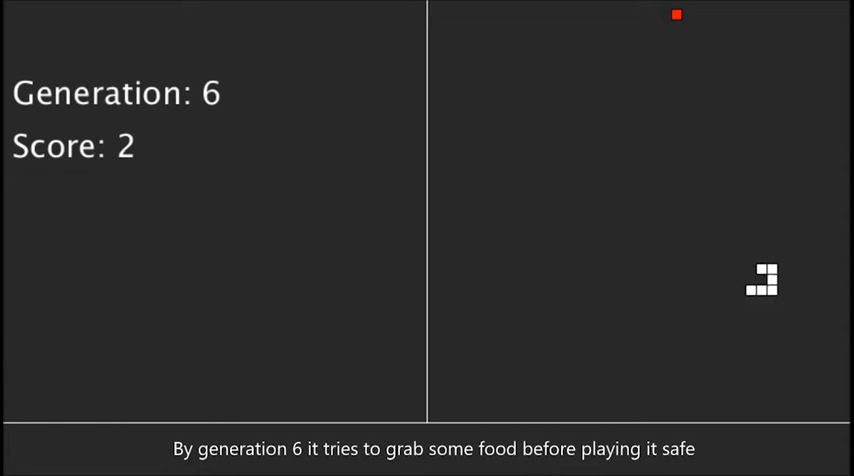 Generation: 6
Score: 2
By generation 6 it tries to grab some food before playing it safe